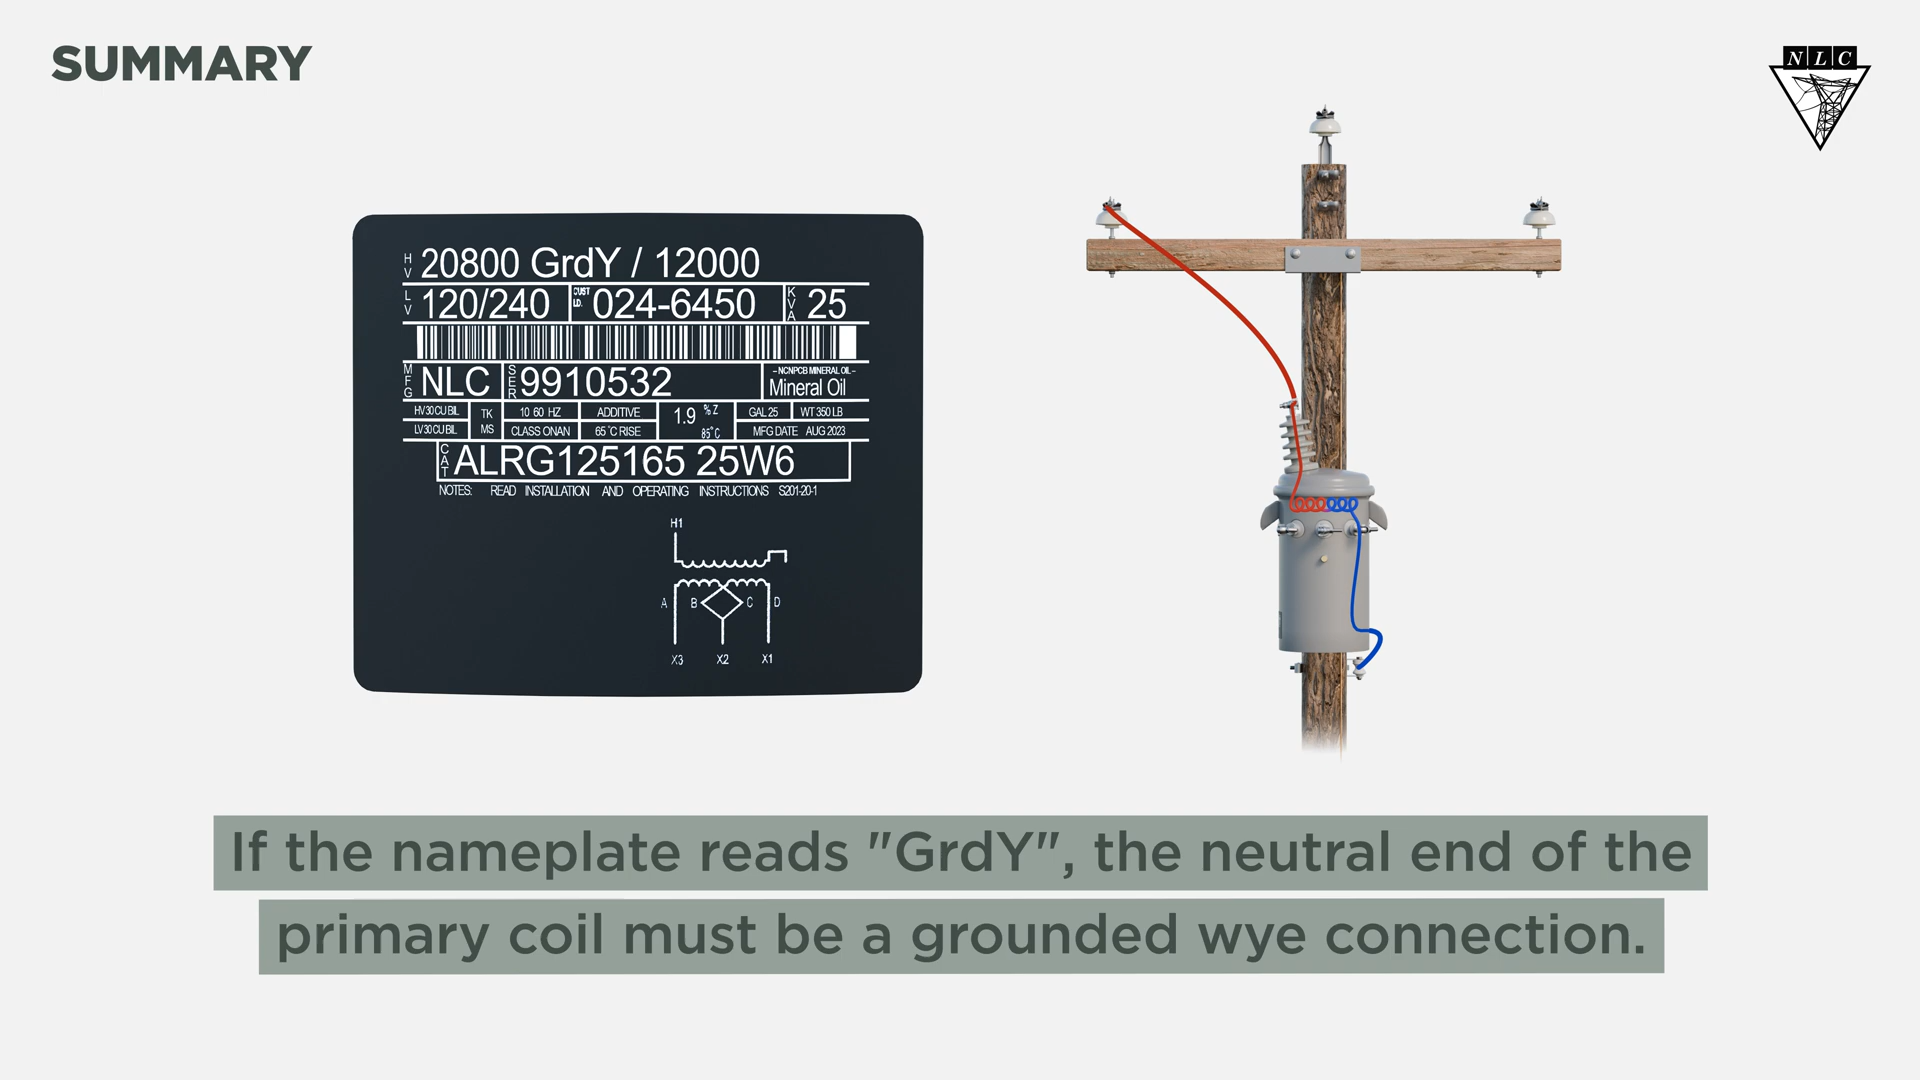 SUMMARY
NLC
HV 20800 GrdY / 12000
LV 120/240 CUST I.D. 024-6450 KVA 25
MFG NLC SER 9910532 – NCNPCB MINERAL OIL – Mineral Oil
HV 30 CU BIL TK 10 60 HZ ADDITIVE 1.9 % Z GAL 25 WT 350 LB
LV 30 CU BIL MS CLASS ONAN 65 °C RISE 85°C MFG DATE AUG 2023
CAT ALRG125165 25W6
NOTES: READ INSTALLATION AND OPERATING INSTRUCTIONS S201-20-1
H1
A B C D
X3 X2 X1
If the nameplate reads "GrdY", the neutral end of the
primary coil must be a grounded wye connection.